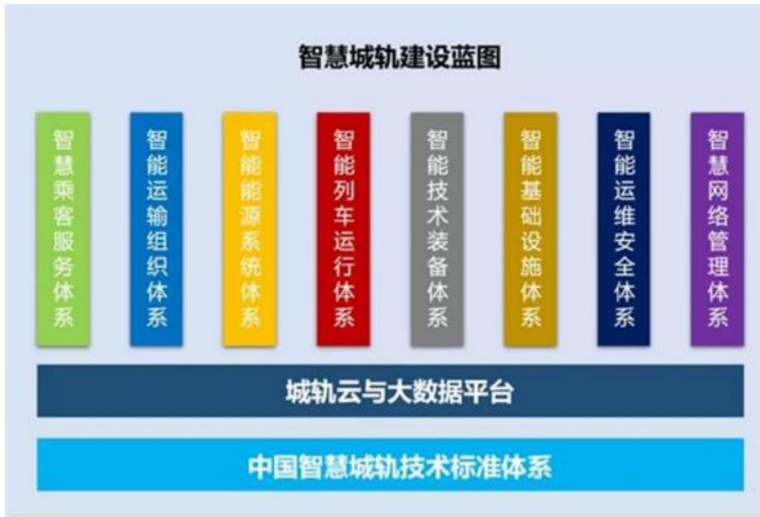 智慧城轨建设蓝图
智慧乘客服务体系
智能运输组织体系
智能能源系统体系
智能列车运行体系
智能技术装备体系
智能基础设施体系
智能运维安全体系
智慧网络管理体系
城轨云与大数据平台
中国智慧城轨技术标准体系